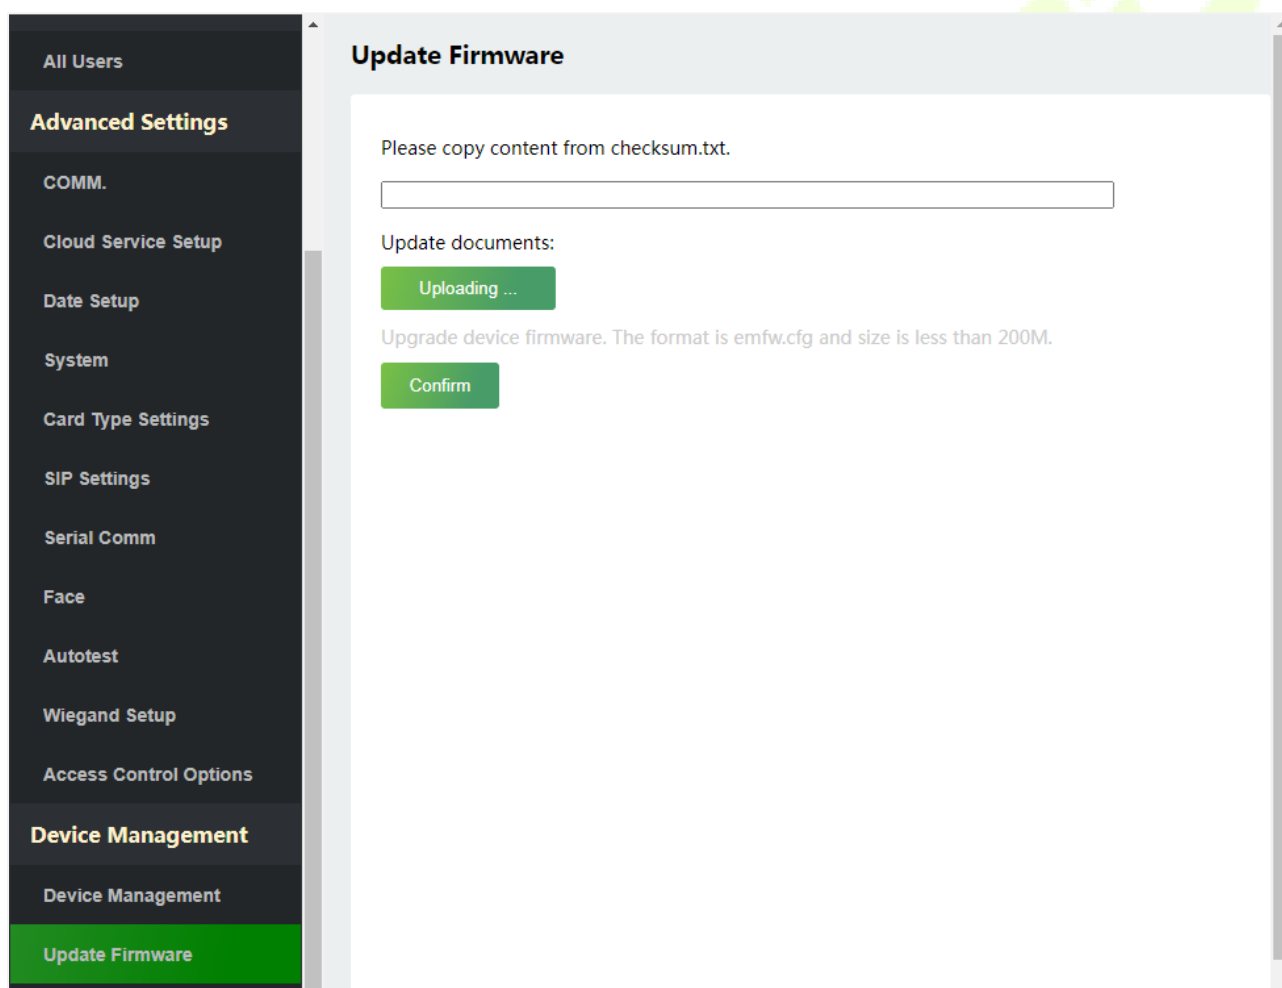 All Users
Advanced Settings
COMM.
Cloud Service Setup
Date Setup
System
Card Type Settings
SIP Settings
Serial Comm
Face
Autotest
Wiegand Setup
Access Control Options
Device Management
Device Management
Update Firmware
Update Firmware
Please copy content from checksum.txt.
Update documents:
Uploading ...
Upgrade device firmware. The format is emfw.cfg and size is less than 200M.
Confirm